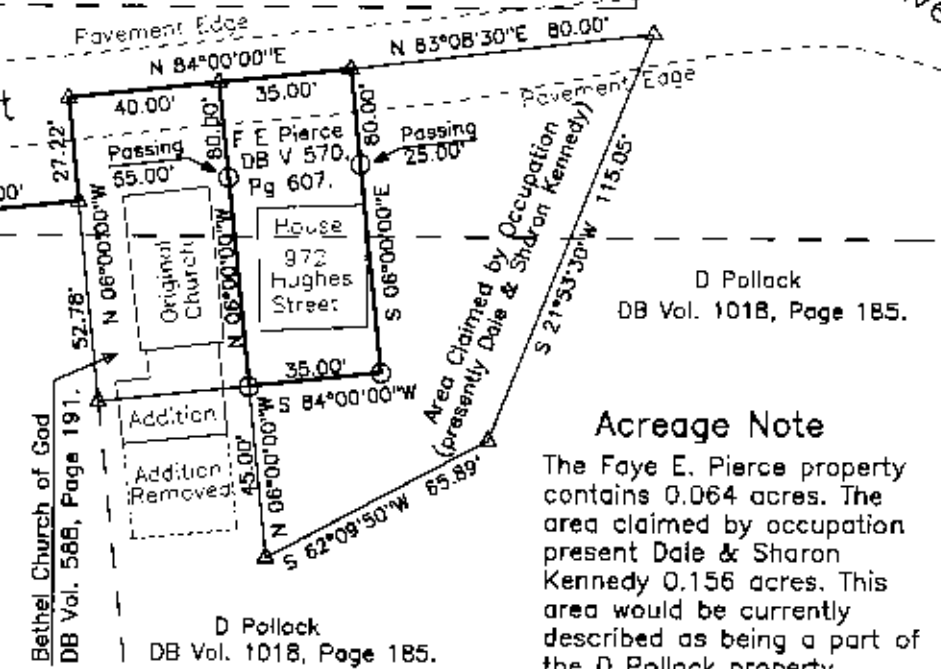 Pavement Edge
N 84°00'00"E
N 83°08'30"E 80.00'
Pavement Edge
40.00'
35.00'
27.22'
80.00'
80.00'
Passing
55.00'
Passing
25.00'
F E Pierce
DB V 570,
Pg 607.
00'
t
N 06°00'00"W
52.78'
Original
Church
N 06°00'00"W
House
972
Hughes
Street
S 06°00'00"E
Area Claimed by Occupation
(presently Dale & Sharon Kennedy)
S 21°53'30"W 115.05'
D Pollack
DB Vol. 1018, Page 185.
35.00'
S 84°00'00"W
Addition
Addition
Removed
45.00'
N 06°00'00"W
S 62°09'50"W 65.89'
Bethel Church of God
DB Vol. 588, Page 191.
D Pollack
DB Vol. 1018, Page 185.
Acreage Note
The Faye E. Pierce property
contains 0.064 acres. The
area claimed by occupation
present Dale & Sharon
Kennedy 0.156 acres. This
area would be currently
described as being a part of
the D Pollack property